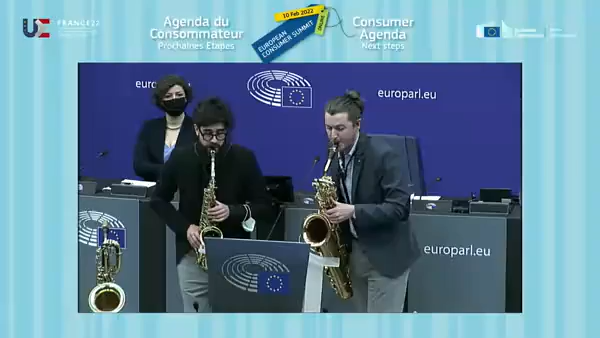 UE
FRANCE22
Agenda du
Consommateur
Prochaines Etapes
10 Feb 2022
EUROPEAN
CONSUMER SUMMIT
Consumer
Agenda
Next steps
europarl.eu
europarl.eu
europarl.eu